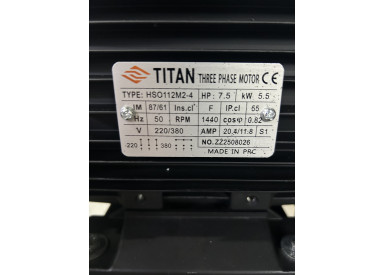 TITAN THREE PHASE MOTOR CE
TYPE: HSO112M2-4 HP: 7.5 kW 5.5
IM 87/61 Ins.cl F IP.cl 55
Hz 50 RPM 1440 cosφ 0.82
V 220/380 AMP 20,4/11.8 S1
220 380 NO. ZZ2508026
MADE IN PRC